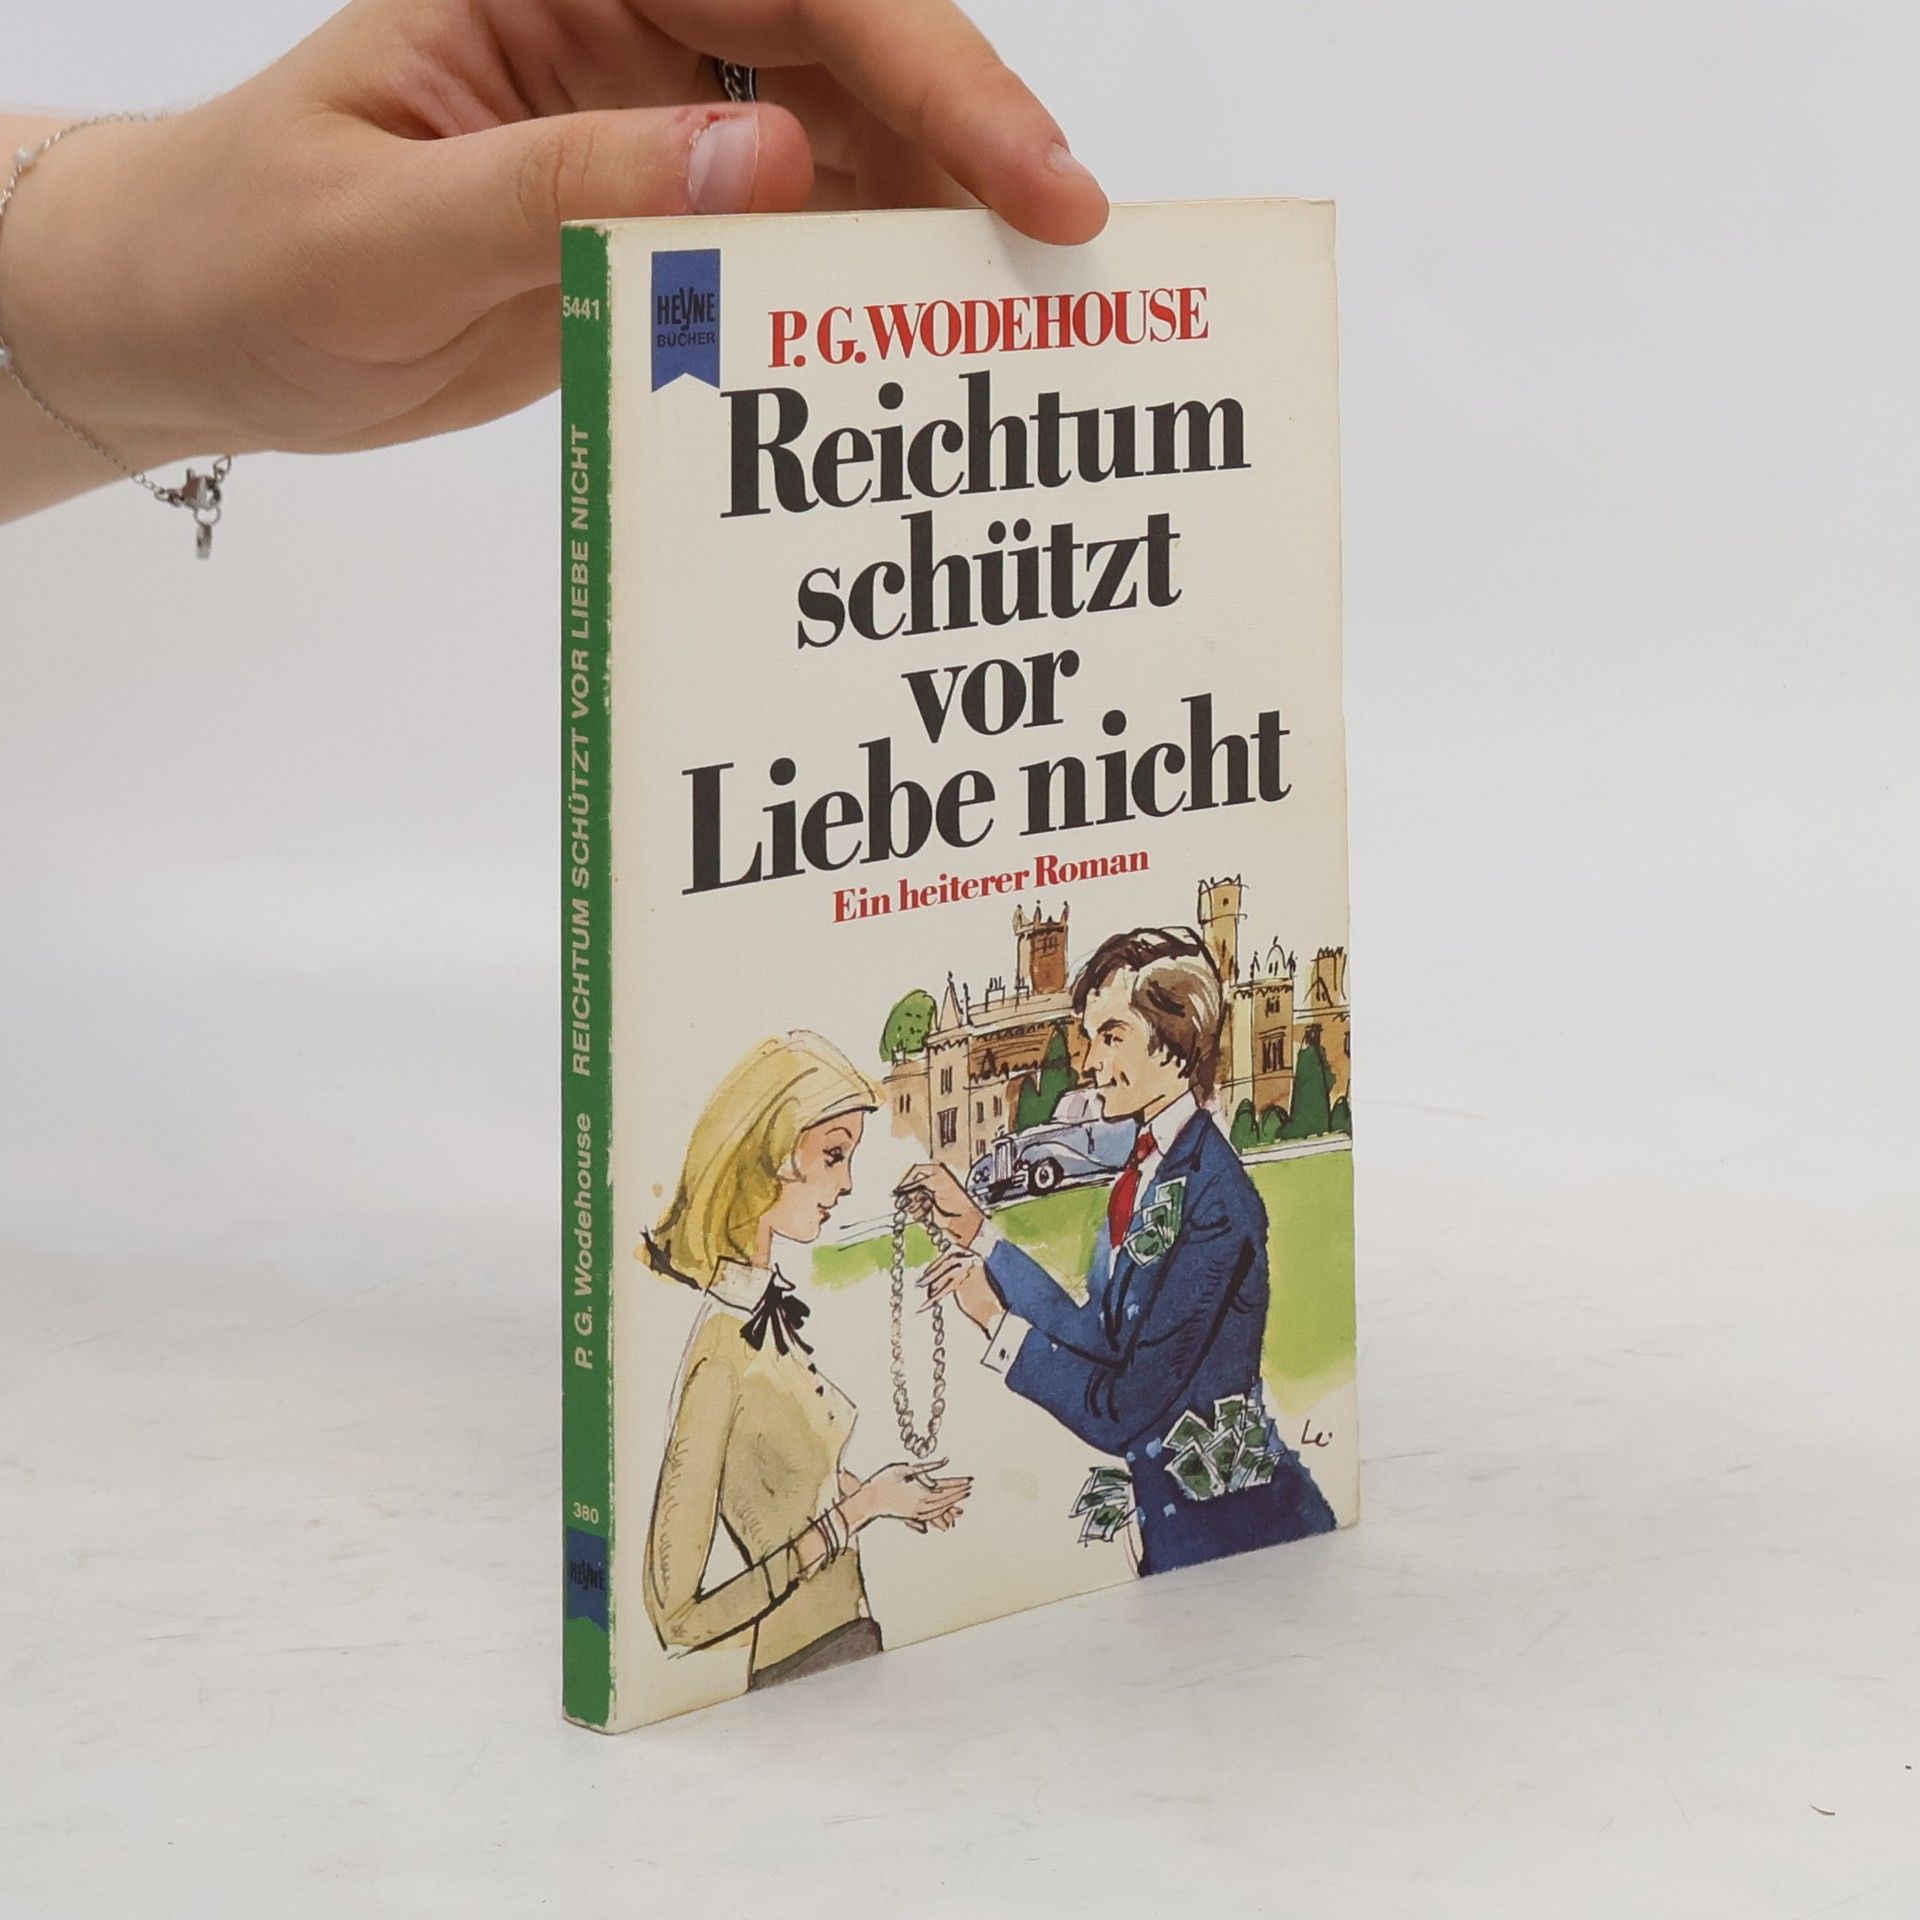 HEYNE
BÜCHER
P. G. WODEHOUSE
Reichtum
schützt
vor
Liebe nicht
Ein heiterer Roman
Le.
5441
P. G. Wodehouse REICHTUM SCHÜTZT VOR LIEBE NICHT
380
HEYNE